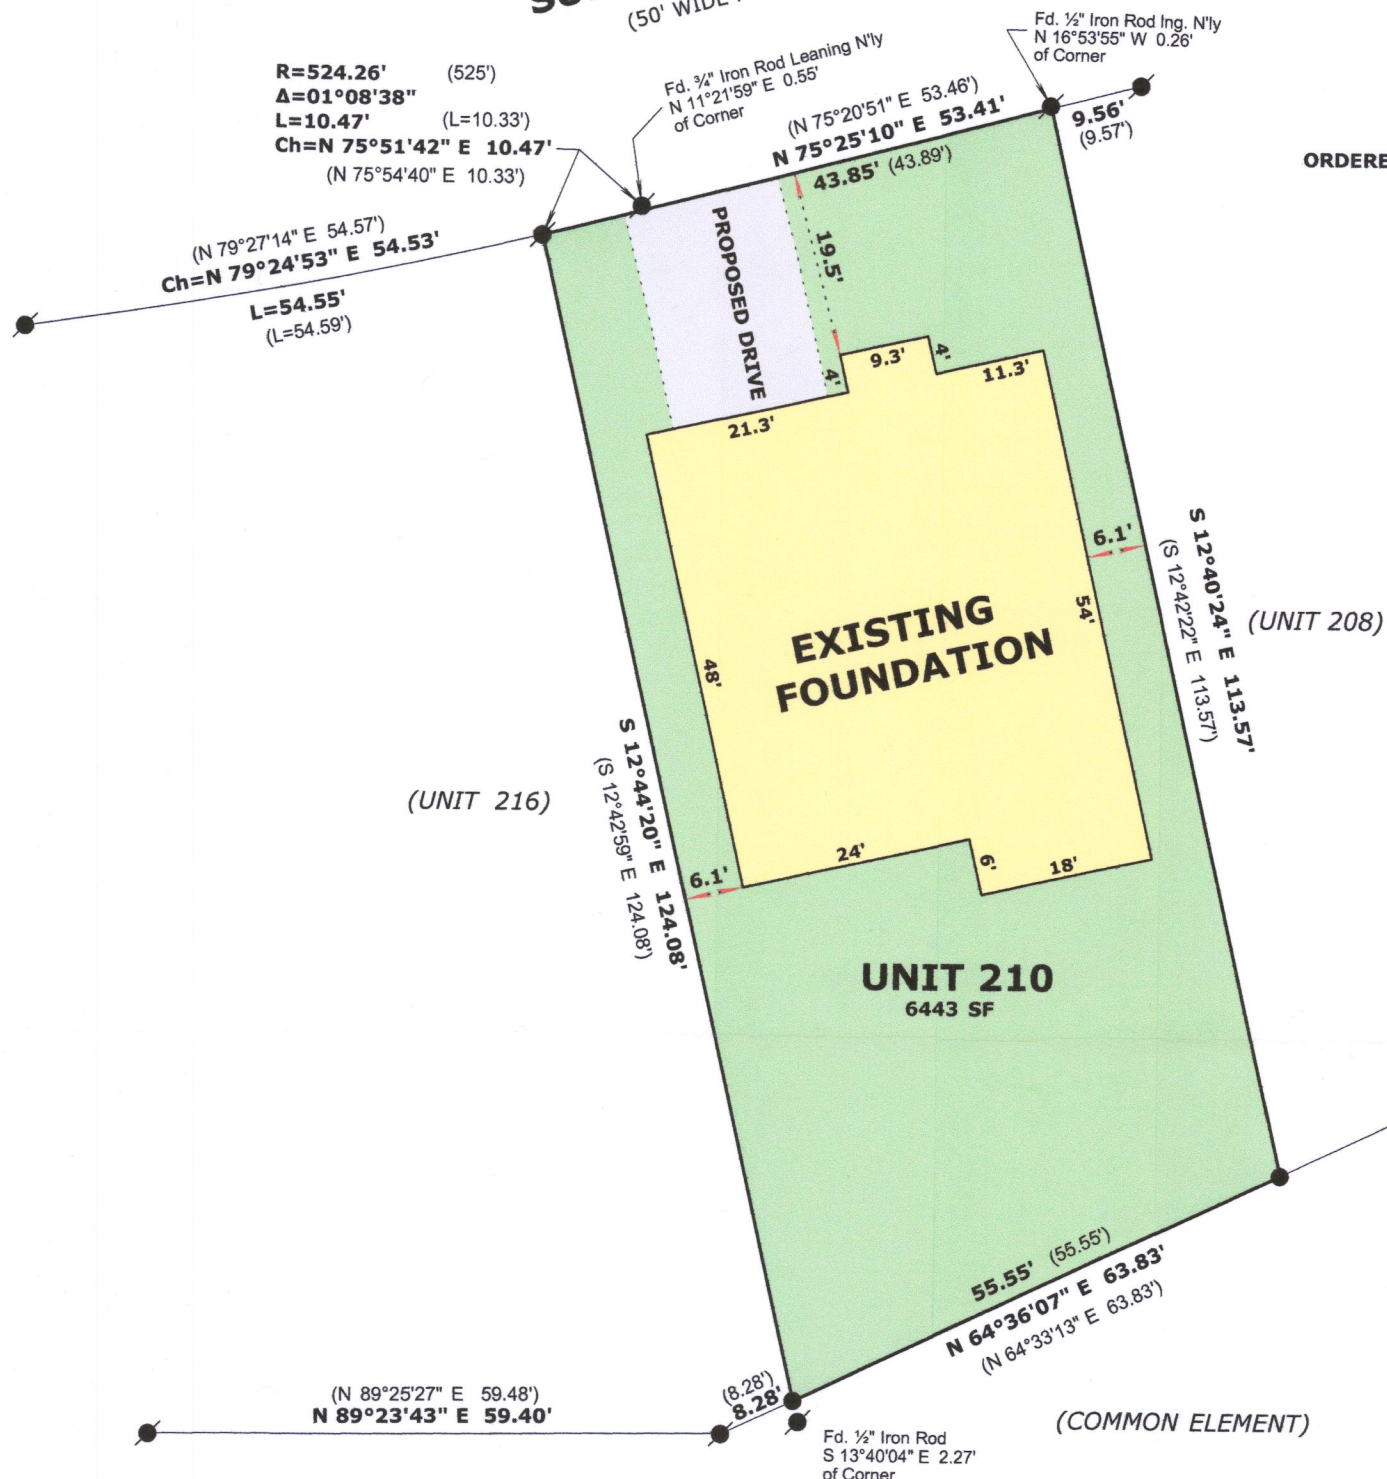 (50' WIDE
R=524.26' (525')
Δ=01°08'38"
L=10.47' (L=10.33')
Ch=N 75°51'42" E 10.47'
(N 75°54'40" E 10.33')
Fd. ¾" Iron Rod Leaning N'ly
N 11°21'59" E 0.55'
of Corner
Fd. ½" Iron Rod lng. N'ly
N 16°53'55" W 0.26'
of Corner
(N 75°20'51" E 53.46')
N 75°25'10" E 53.41'
43.85' (43.89')
9.56'
(9.57')
ORDERE
(N 79°27'14" E 54.57')
Ch=N 79°24'53" E 54.53'
L=54.55'
(L=54.59')
PROPOSED DRIVE
19.5'
4'
9.3'
4'
11.3'
21.3'
6.1'
S 12°40'24" E 113.57'
(S 12°42'22" E 113.57')
(UNIT 208)
54'
EXISTING
FOUNDATION
48'
S 12°44'20" E 124.08'
(S 12°42'59" E 124.08')
(UNIT 216)
24'
6'
18'
6.1'
UNIT 210
6443 SF
55.55' (55.55')
N 64°36'07" E 63.83'
(N 64°33'13" E 63.83')
(8.28')
8.28'
(N 89°25'27" E 59.48')
N 89°23'43" E 59.40'
Fd. ½" Iron Rod
S 13°40'04" E 2.27'
of Corner
(COMMON ELEMENT)